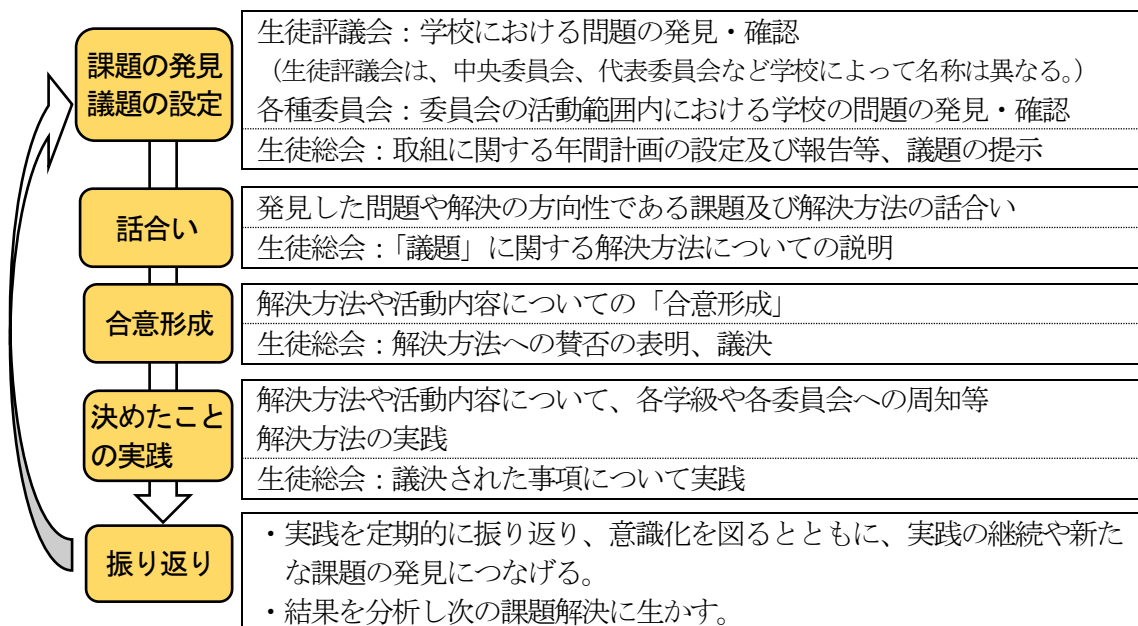 課題の発見
議題の設定
生徒評議会：学校における問題の発見・確認
（生徒評議会は、中央委員会、代表委員会など学校によって名称は異なる。）
各種委員会：委員会の活動範囲内における学校の問題の発見・確認
生徒総会：取組に関する年間計画の設定及び報告等、議題の提示
話合い
発見した問題や解決の方向性である課題及び解決方法の話合い
生徒総会：「議題」に関する解決方法についての説明
合意形成
解決方法や活動内容についての「合意形成」
生徒総会：解決方法への賛否の表明、議決
決めたこと
の実践
解決方法や活動内容について、各学級や各委員会への周知等
解決方法の実践
生徒総会：議決された事項について実践
振り返り
・実践を定期的に振り返り、意識化を図るとともに、実践の継続や新た
な課題の発見につなげる。
・結果を分析し次の課題解決に生かす。